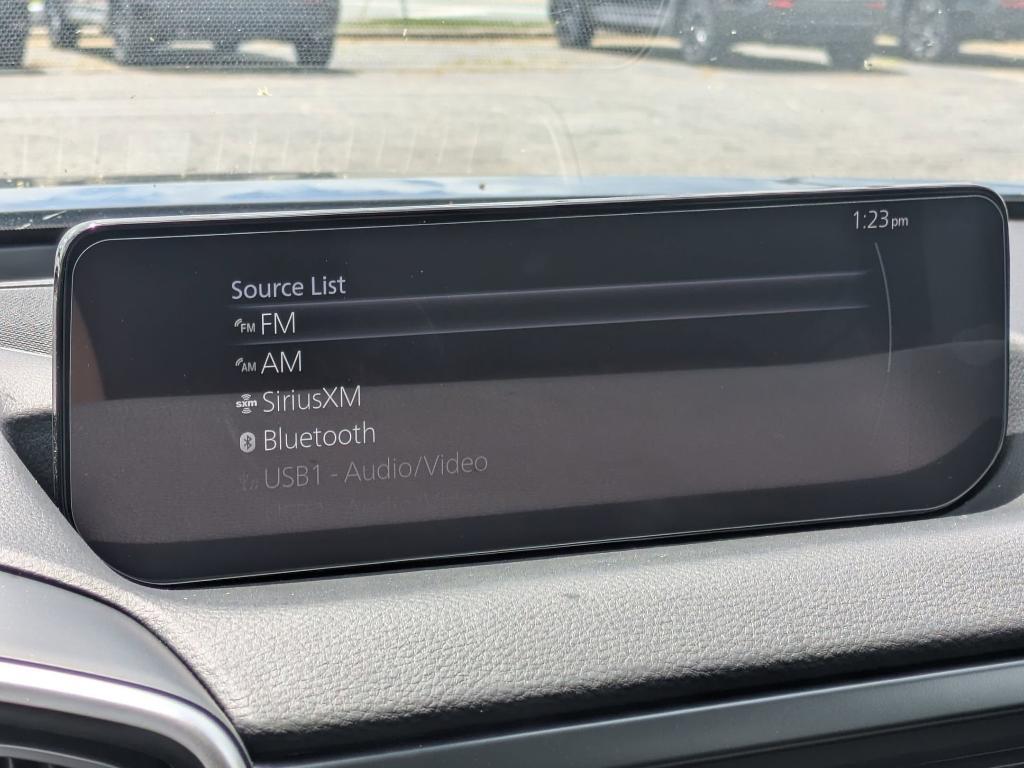 1:23 pm
Source List
FM FM
AM AM
sxm SiriusXM
Bluetooth
USB1 - Audio/Video